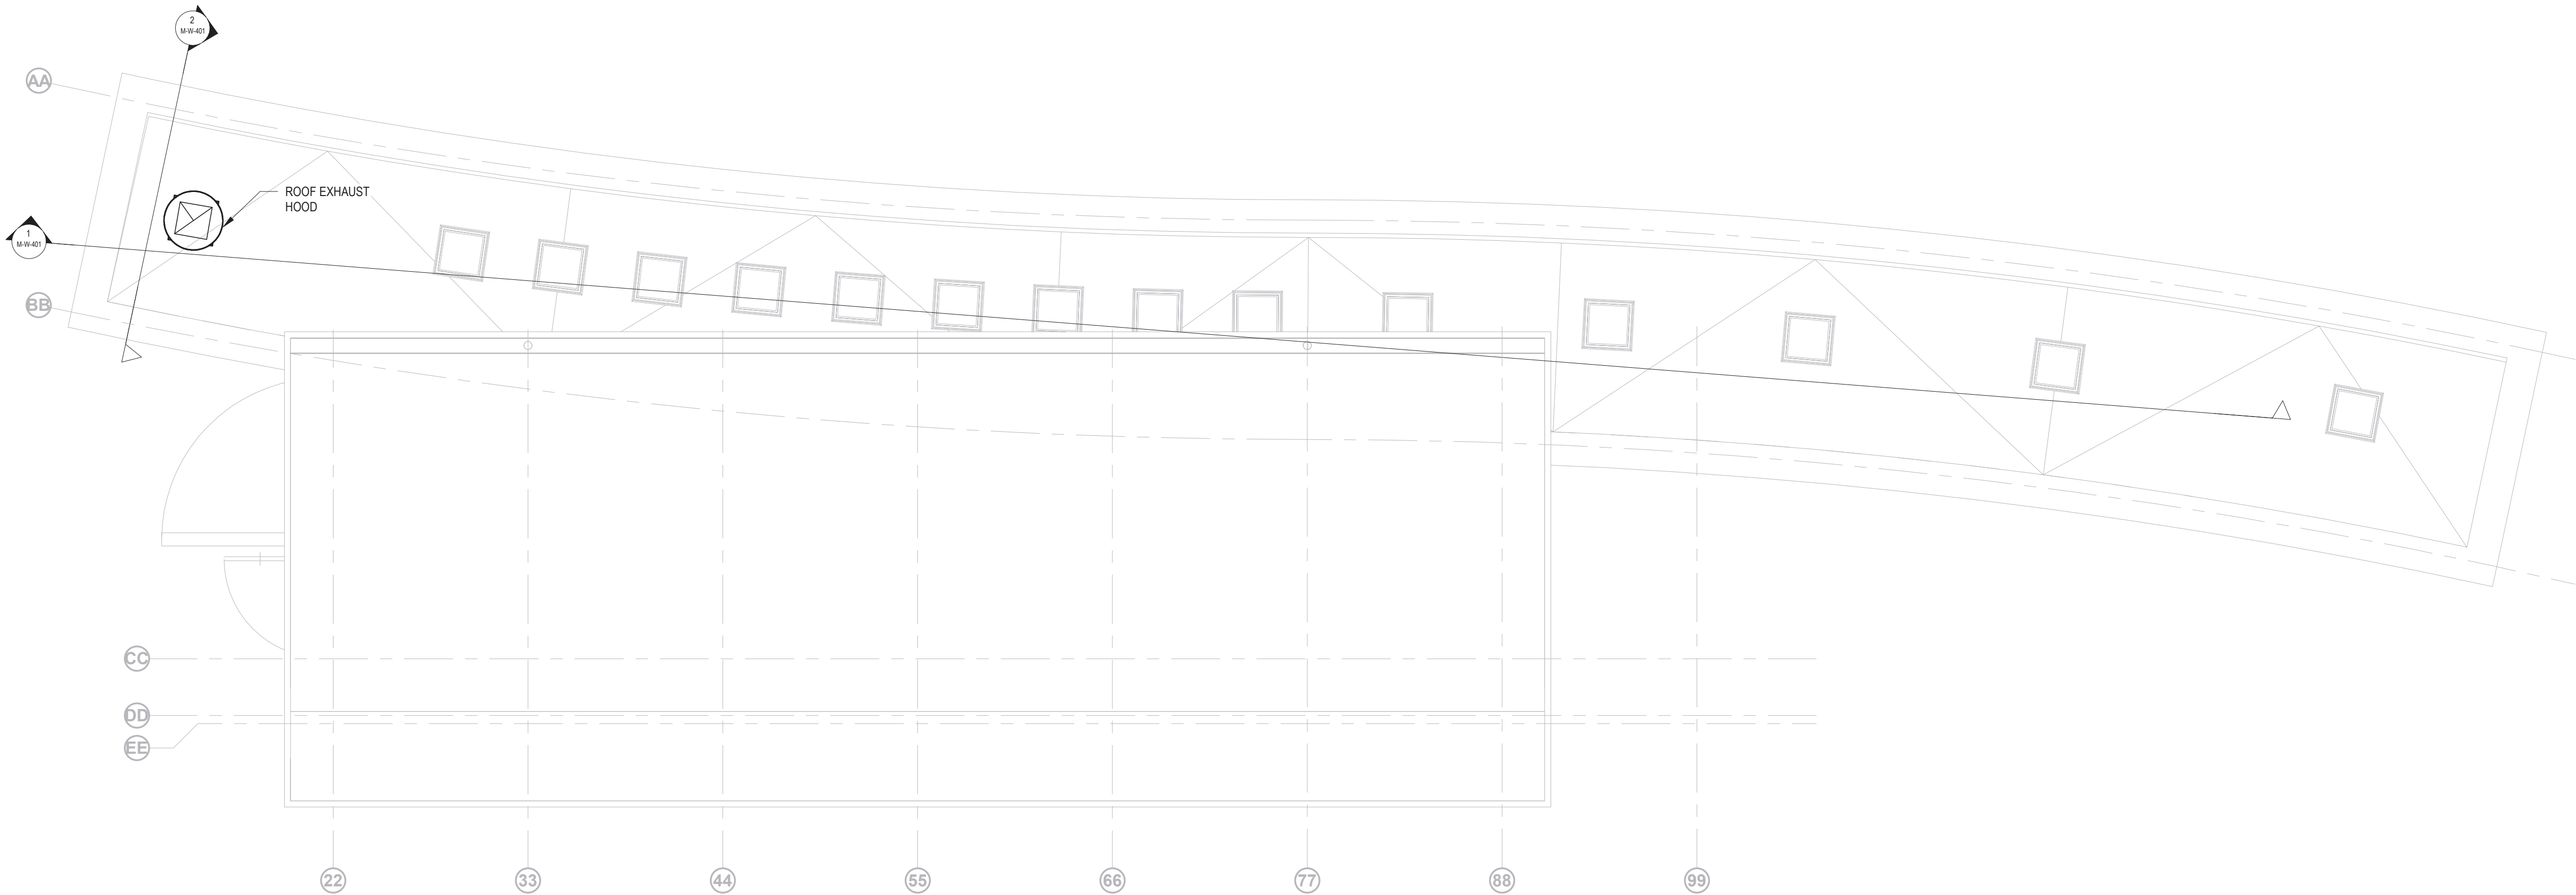 2
M-W-401
AA
ROOF EXHAUST
HOOD
1
M-W-401
BB
CC
DD
EE
22
33
44
55
66
77
88
99